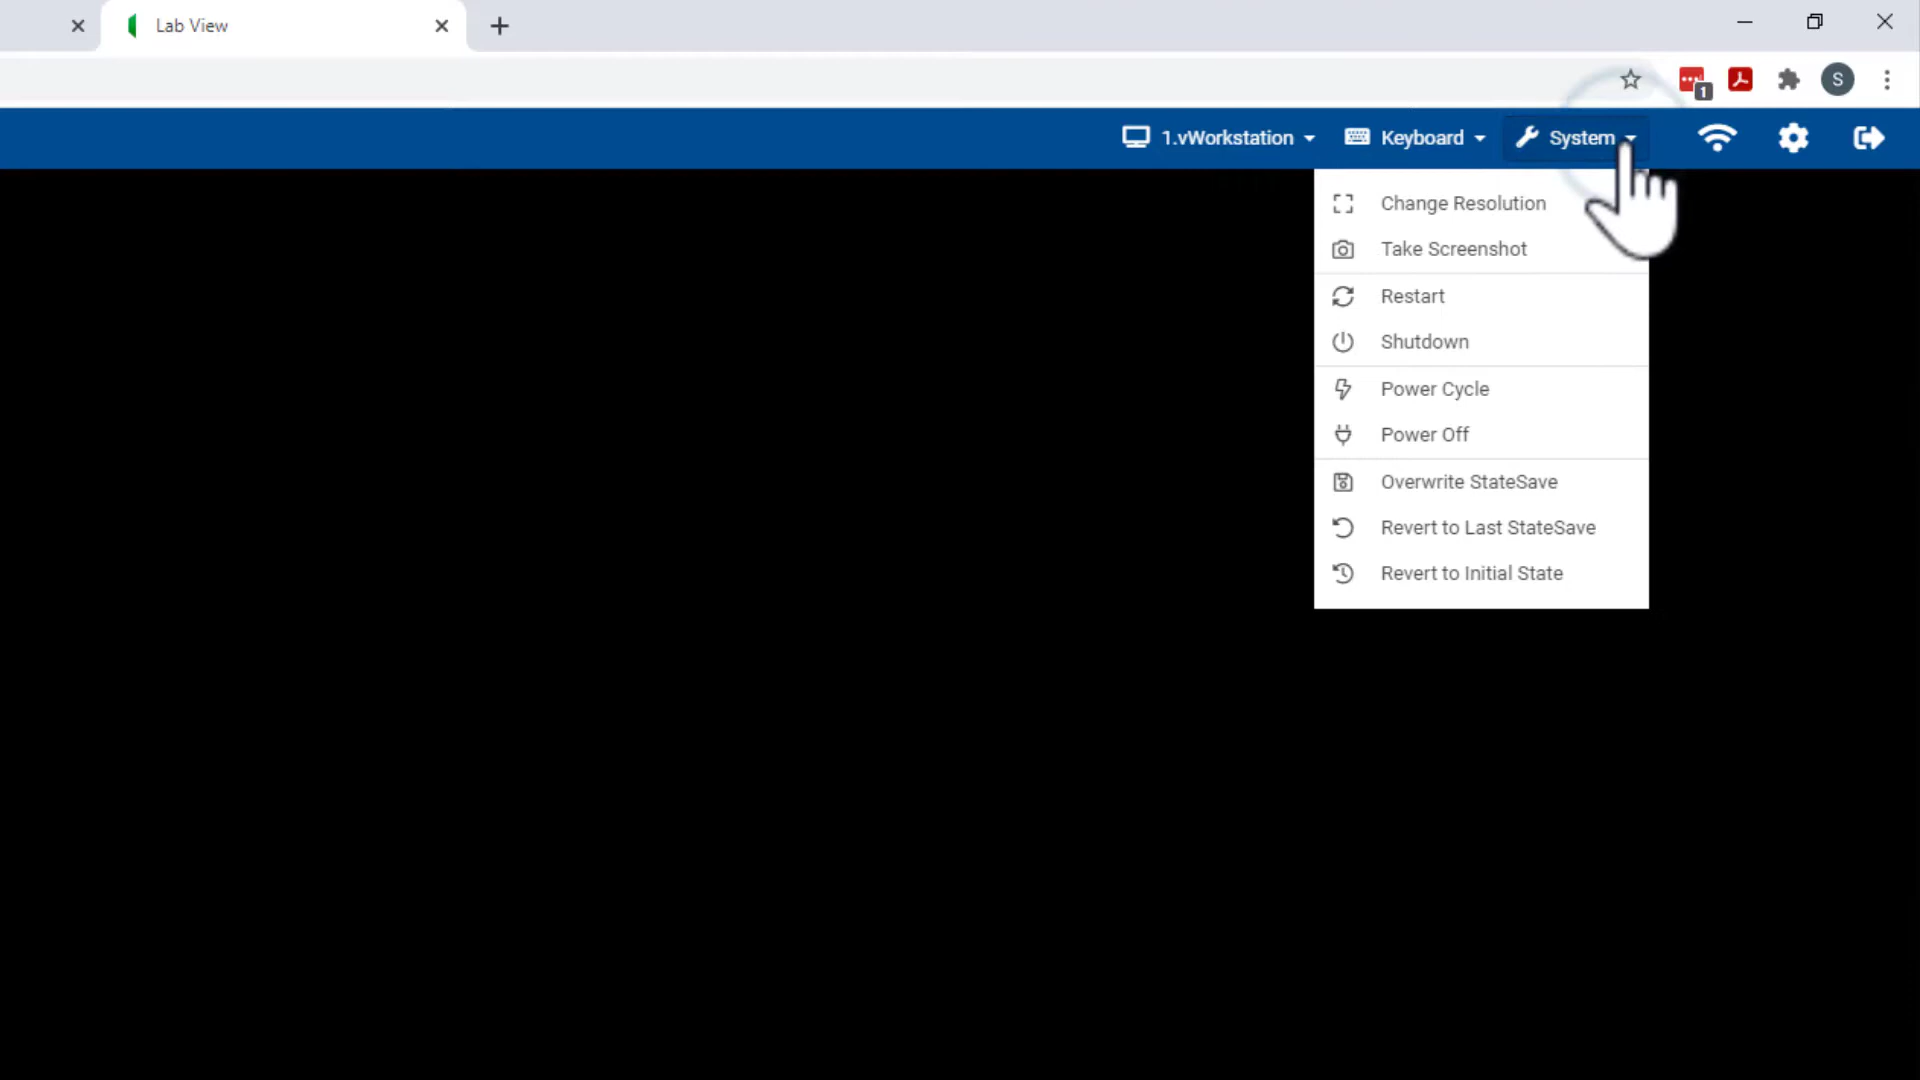 Lab View
1
S
1.vWorkstation
Keyboard
System
Change Resolution
Take Screenshot
Restart
Shutdown
Power Cycle
Power Off
Overwrite StateSave
Revert to Last StateSave
Revert to Initial State